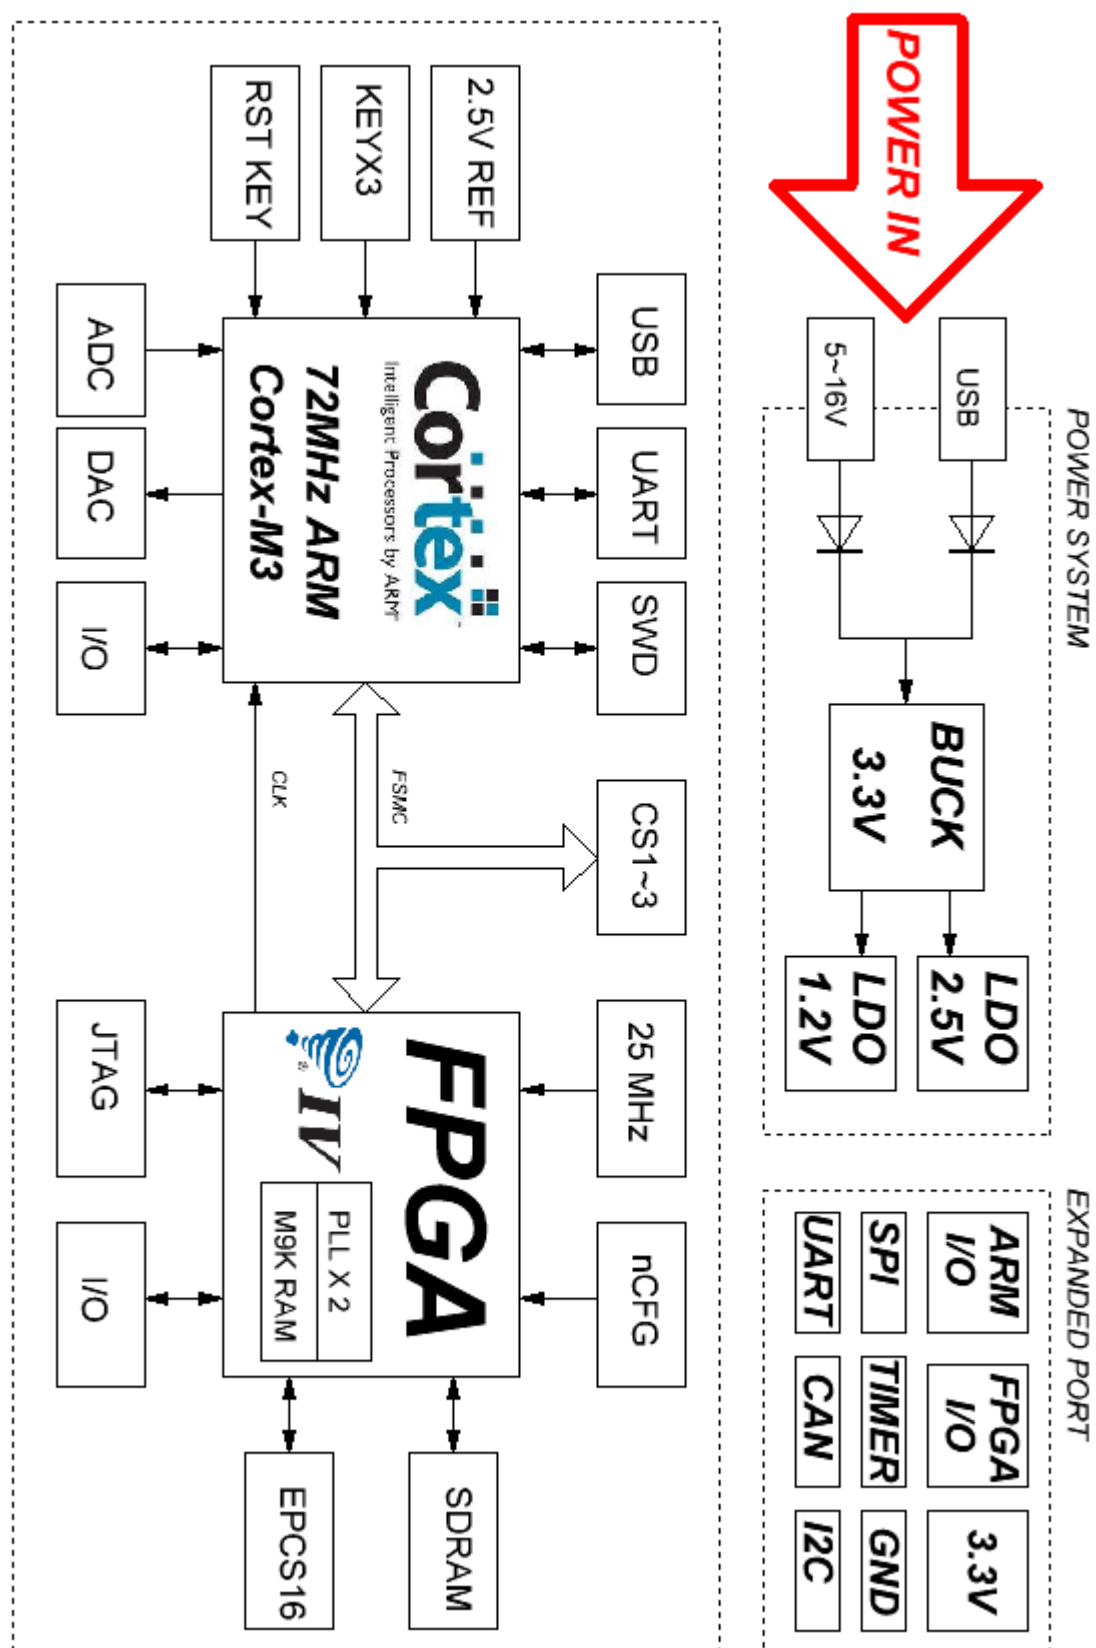 POWER IN
5~16V
USB
POWER SYSTEM
BUCK
3.3V
LDO
2.5V
LDO
1.2V
EXPANDED PORT
ARM
I/O
FPGA
I/O
3.3V
SPI
TIMER
GND
UART
CAN
I2C
2.5V REF
KEYX3
RST KEY
USB
UART
SWD
Cortex™
Intelligent Processors by ARM®
72MHz ARM
Cortex-M3
ADC
DAC
I/O
FSMC
CLK
CS1~3
25 MHz
nCFG
FPGA
IV
®
PLL X 2
M9K RAM
JTAG
I/O
SDRAM
EPCS16